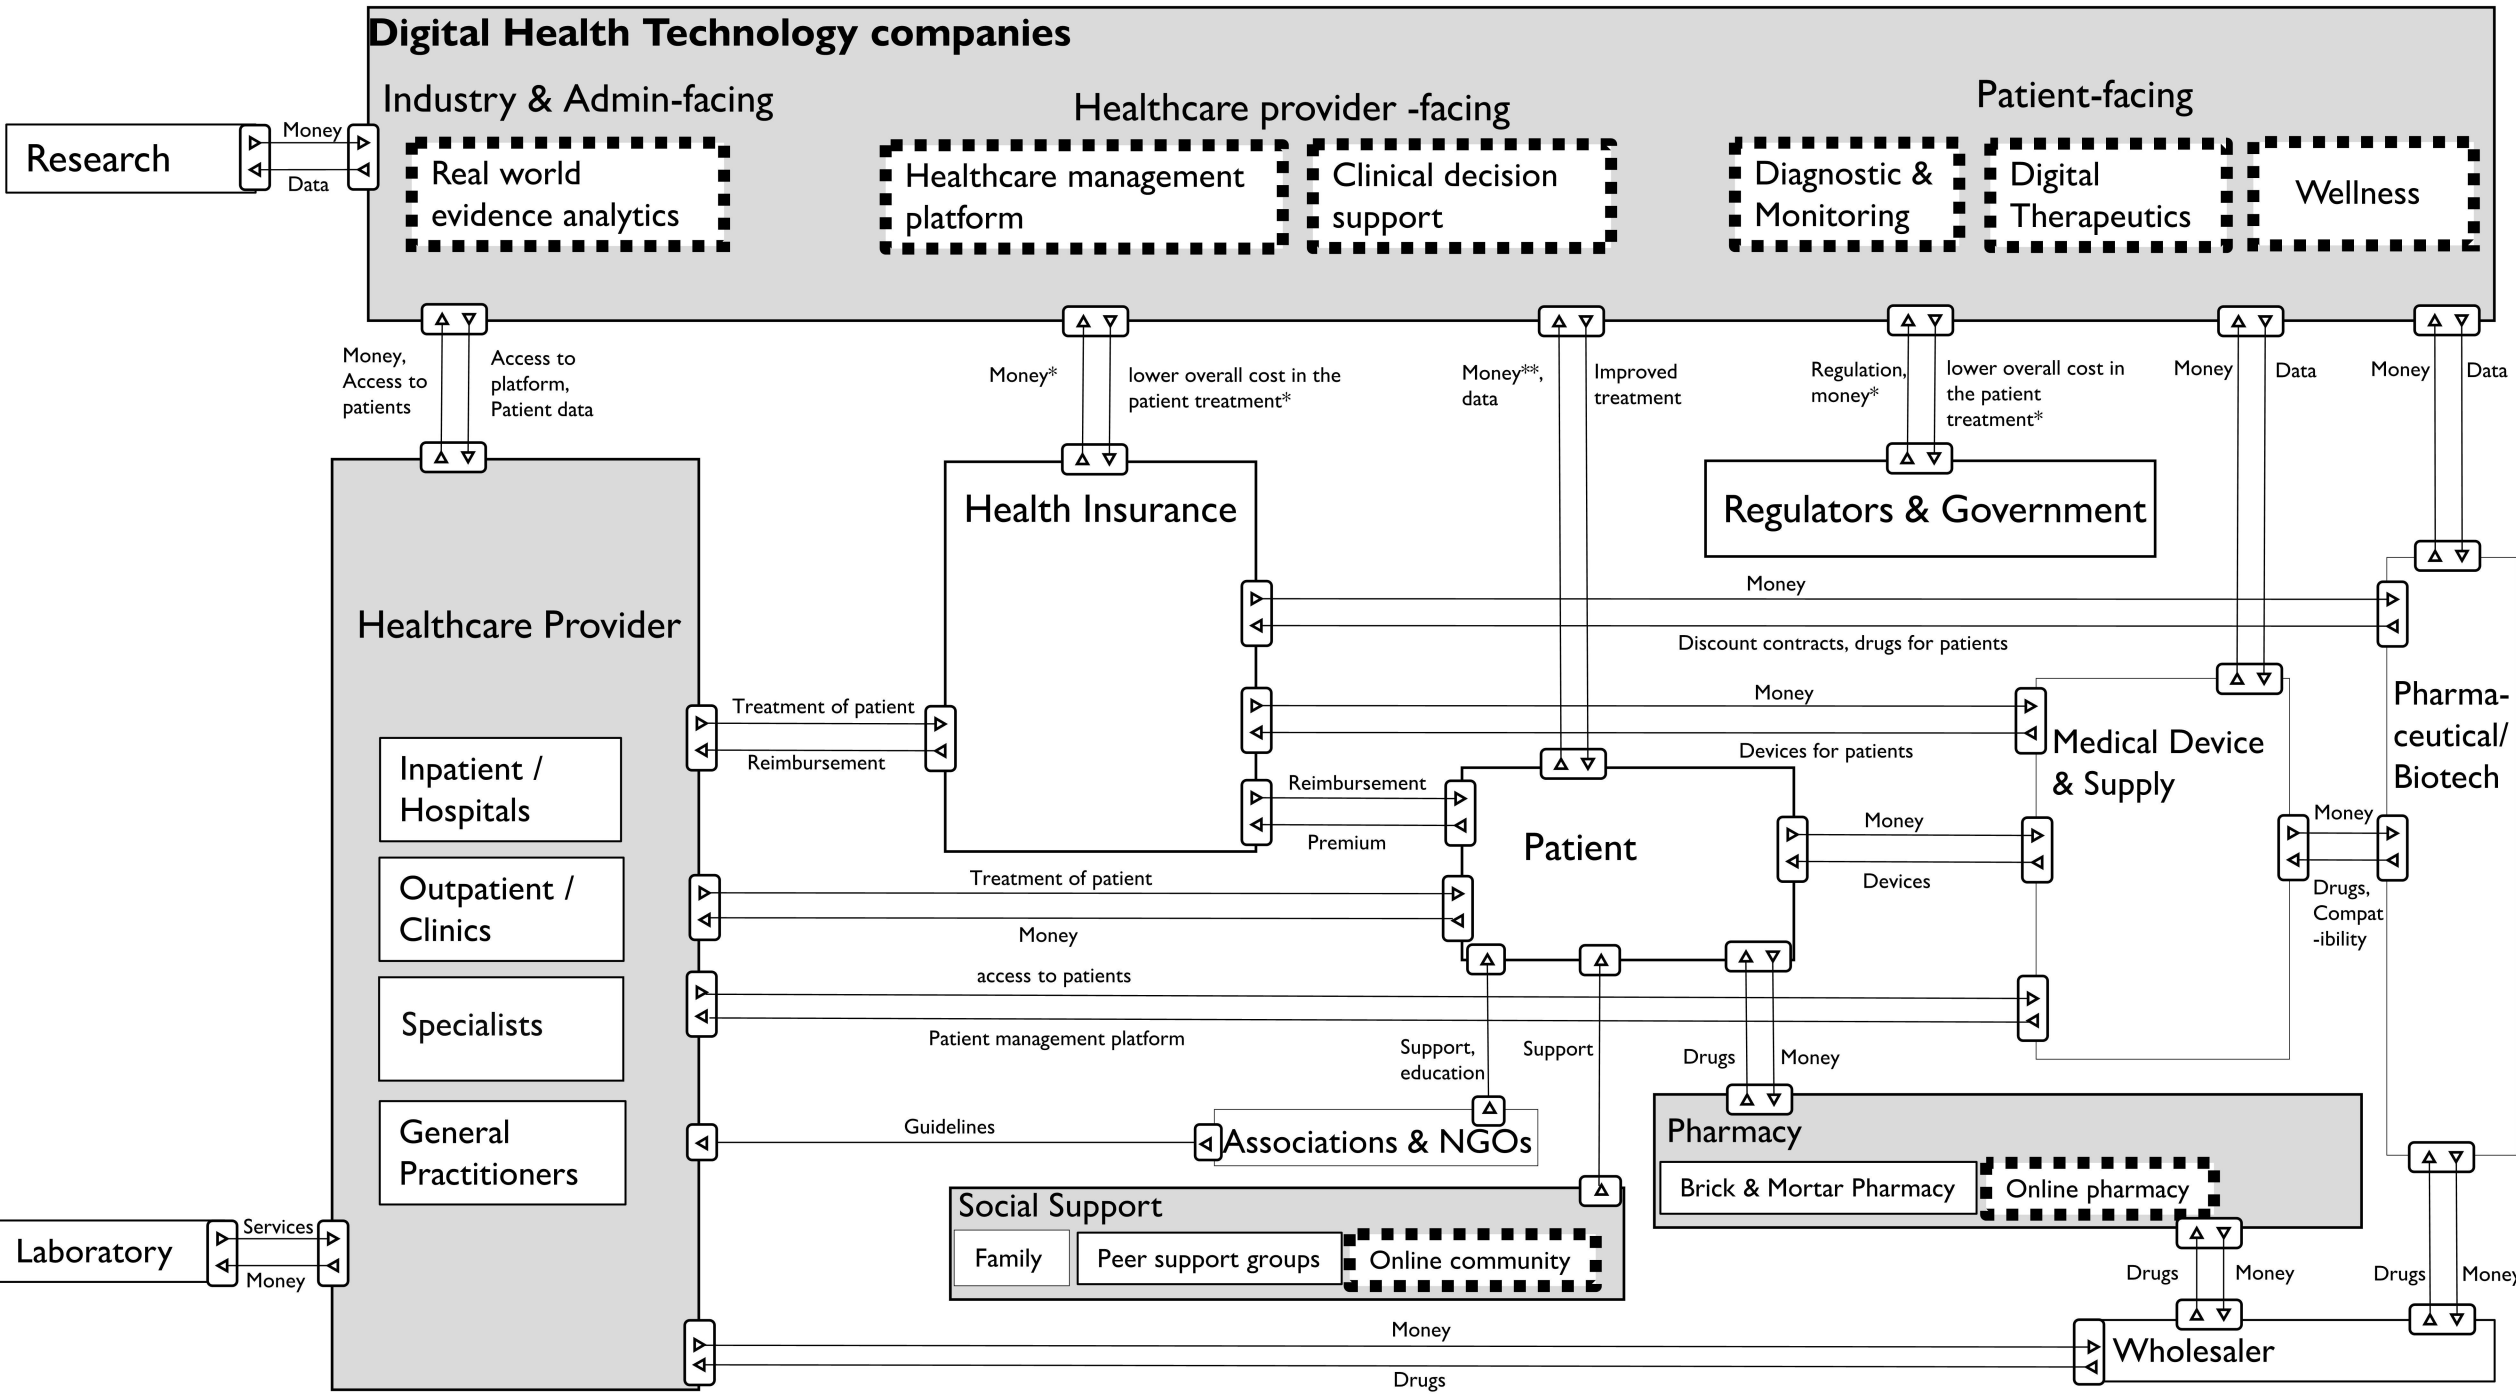 Digital Health Technology companies
Industry & Admin-facing
Healthcare provider -facing
Patient-facing
Research
Money
Data
Real world
evidence analytics
Healthcare management
platform
Clinical decision
support
Diagnostic &
Monitoring
Digital
Therapeutics
Wellness
Money,
Access to
patients
Access to
platform,
Patient data
Money*
lower overall cost in the
patient treatment*
Money**,
data
Improved
treatment
Regulation,
money*
lower overall cost in
the patient
treatment*
Money
Data
Money
Data
Health Insurance
Regulators & Government
Healthcare Provider
Money
Discount contracts, drugs for patients
Treatment of patient
Reimbursement
Money
Devices for patients
Medical Device
& Supply
Pharma-
ceutical/
Biotech
Inpatient /
Hospitals
Reimbursement
Premium
Patient
Money
Devices
Money
Drugs,
Compat
-ibility
Outpatient /
Clinics
Treatment of patient
Money
access to patients
Patient management platform
Specialists
Support,
education
Support
Drugs
Money
General
Practitioners
Guidelines
Associations & NGOs
Pharmacy
Brick & Mortar Pharmacy
Online pharmacy
Social Support
Family
Peer support groups
Online community
Laboratory
Services
Money
Drugs
Money
Drugs
Money
Money
Drugs
Wholesaler